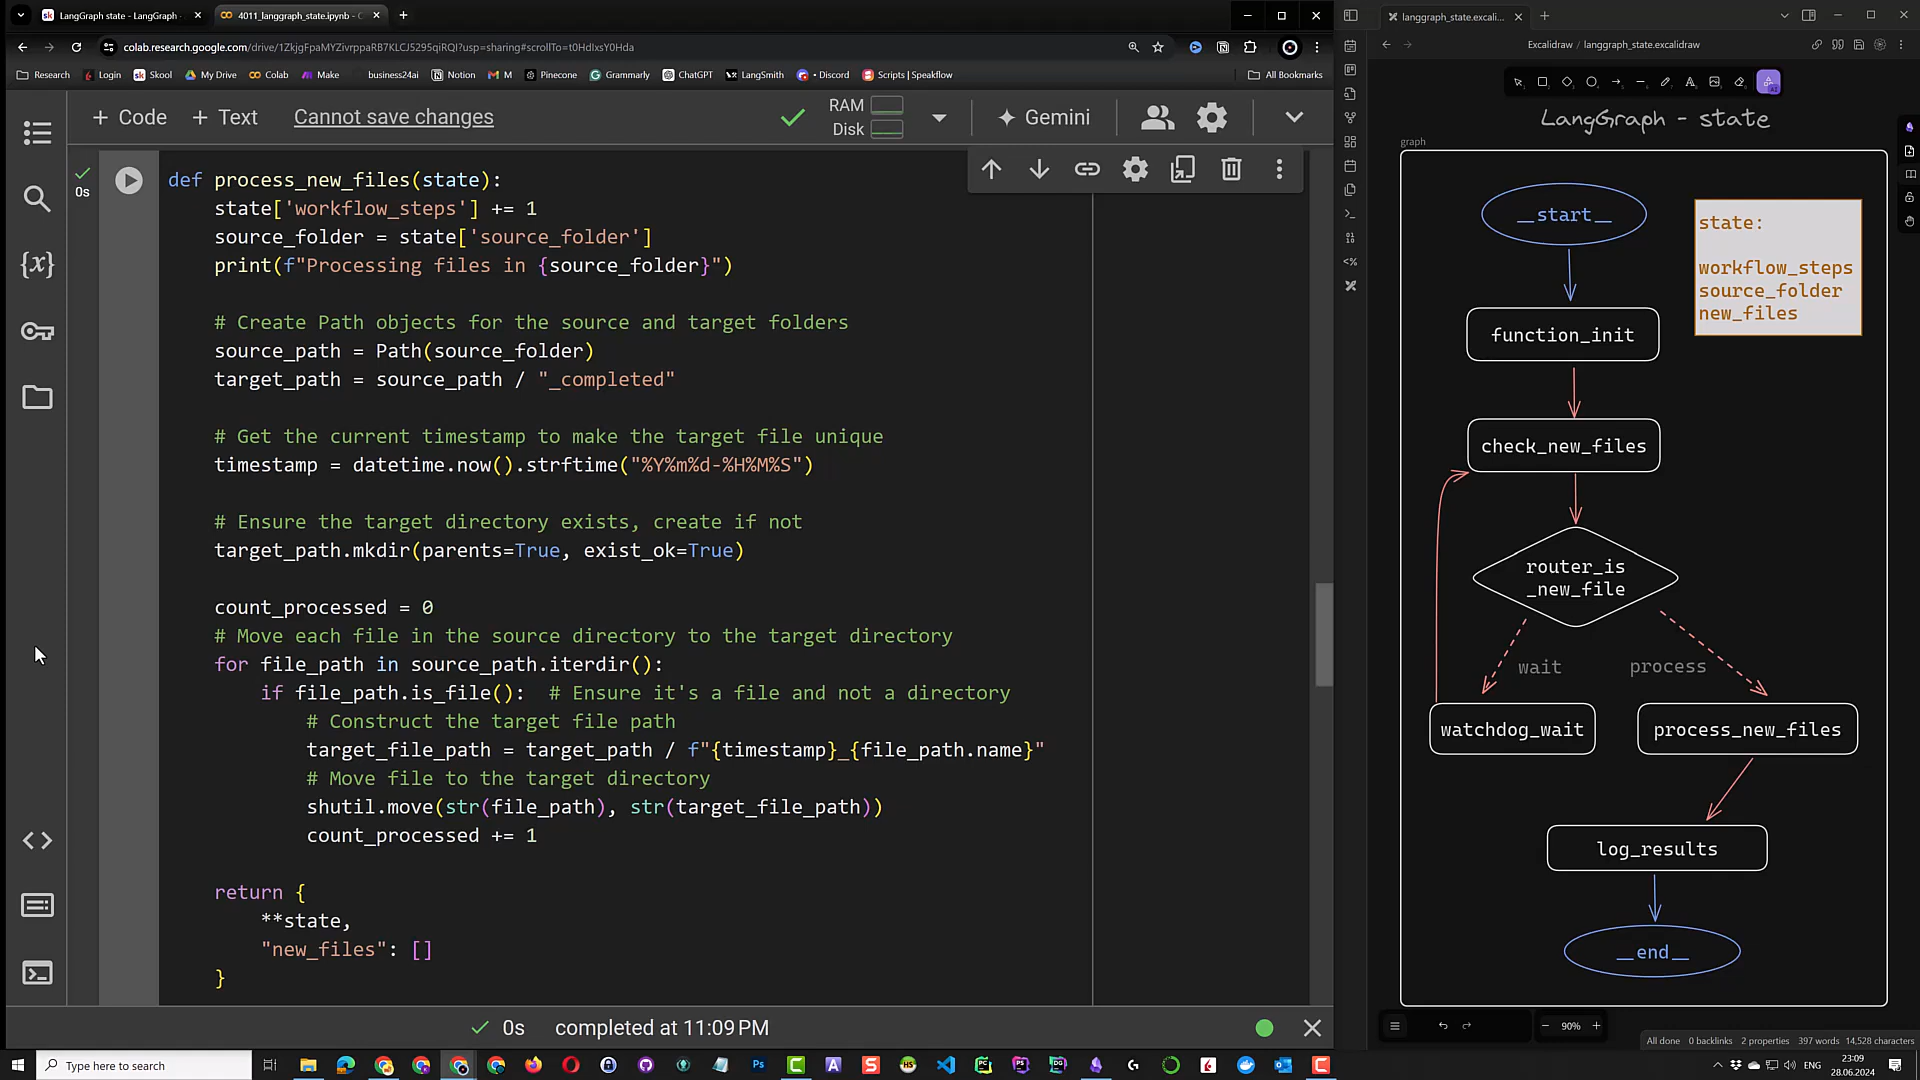 LangGraph state - LangGraph
4011_langgraph_state.ipynb - C
colab.research.google.com/drive/1ZkjgFpaMYZivrppaRB7KLCJ5295qiRQI?usp=sharing#scrollTo=t0HdIxsY0Hda
Research
Login
Skool
My Drive
Colab
Make
business24ai
Notion
M
Pinecone
Grammarly
ChatGPT
LangSmith
Discord
Scripts | Speakflow
All Bookmarks
+ Code
+ Text
Cannot save changes
RAM
Disk
Gemini
0s
def process_new_files(state):
state['workflow_steps'] += 1
source_folder = state['source_folder']
print(f"Processing files in {source_folder}")
# Create Path objects for the source and target folders
source_path = Path(source_folder)
target_path = source_path / "_completed"
# Get the current timestamp to make the target file unique
timestamp = datetime.now().strftime("%Y%m%d-%H%M%S")
# Ensure the target directory exists, create if not
target_path.mkdir(parents=True, exist_ok=True)
count_processed = 0
# Move each file in the source directory to the target directory
for file_path in source_path.iterdir():
if file_path.is_file():  # Ensure it's a file and not a directory
# Construct the target file path
target_file_path = target_path / f"{timestamp}_{file_path.name}"
# Move file to the target directory
shutil.move(str(file_path), str(target_file_path))
count_processed += 1
return {
**state,
"new_files": []
}
0s completed at 11:09 PM
langgraph_state.excali...
Excalidraw / langgraph_state.excalidraw
LangGraph - state
graph
__start__
state:
workflow_steps
source_folder
new_files
function_init
check_new_files
router_is
_new_file
wait
process
watchdog_wait
process_new_files
log_results
__end__
90%
All done 0 backlinks 2 properties 397 words 14,528 characters
Type here to search
ENG
23:09
28.06.2024